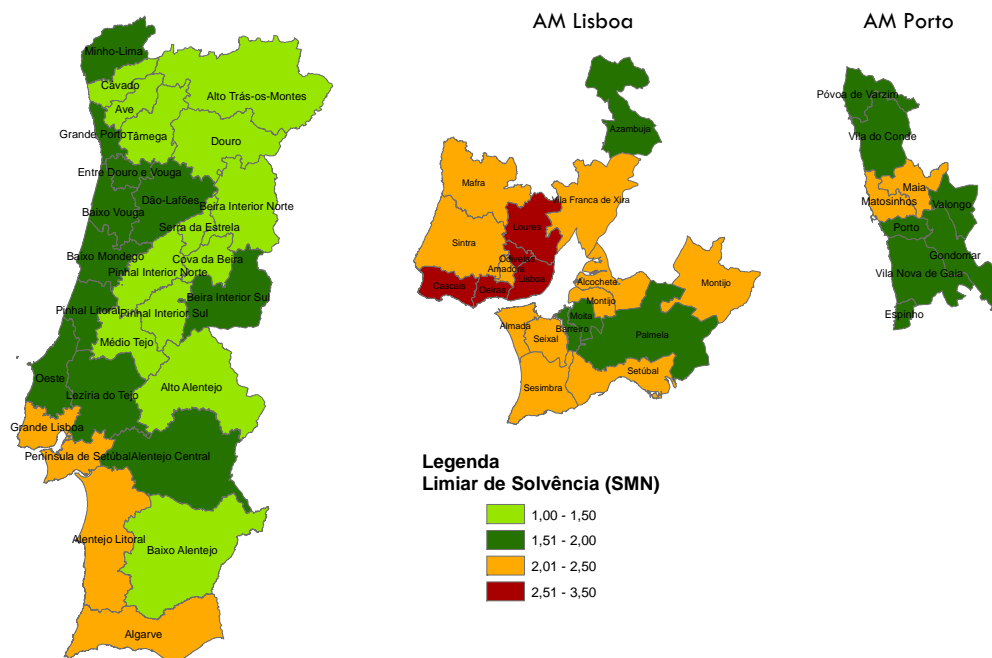 AM Lisboa
AM Porto
Minho-Lima
Cávado
Alto Trás-os-Montes
Ave
Grande Porto
Tâmega
Douro
Entre Douro e Vouga
Dão-Lafões
Beira Interior Norte
Baixo Vouga
Serra da Estrela
Baixo Mondego
Cova da Beira
Pinhal Interior Norte
Beira Interior Sul
Pinhal Litoral
Pinhal Interior Sul
Médio Tejo
Oeste
Alto Alentejo
Lezíria do Tejo
Grande Lisboa
Península de Setúbal
Alentejo Central
Alentejo Litoral
Baixo Alentejo
Algarve
Azambuja
Mafra
Vila Franca de Xira
Loures
Sintra
Odivelas
Amadora
Lisboa
Cascais
Oeiras
Alcochete
Montijo
Montijo
Almada
Moita
Barreiro
Seixal
Palmela
Sesimbra
Setúbal
Póvoa de Varzim
Vila do Conde
Maia
Matosinhos
Valongo
Porto
Gondomar
Vila Nova de Gaia
Espinho
Legenda
Limiar de Solvência (SMN)
1,00 - 1,50
1,51 - 2,00
2,01 - 2,50
2,51 - 3,50